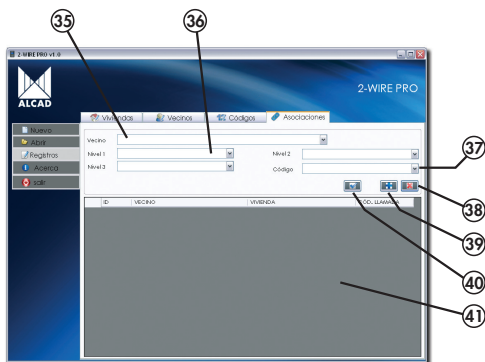 35
36
2-WIRE PRO v1.0
2-WIRE PRO
ALCAD
Viviendas Vecinos Códigos Asociaciones
Nuevo
Abrir
Registros
Acerca
salir
Vecino
Nivel 1 Nivel 2
Nivel 3 Código
37
38
39
40
41
ID VECINO VIVIENDA CÓD. LLAMADA